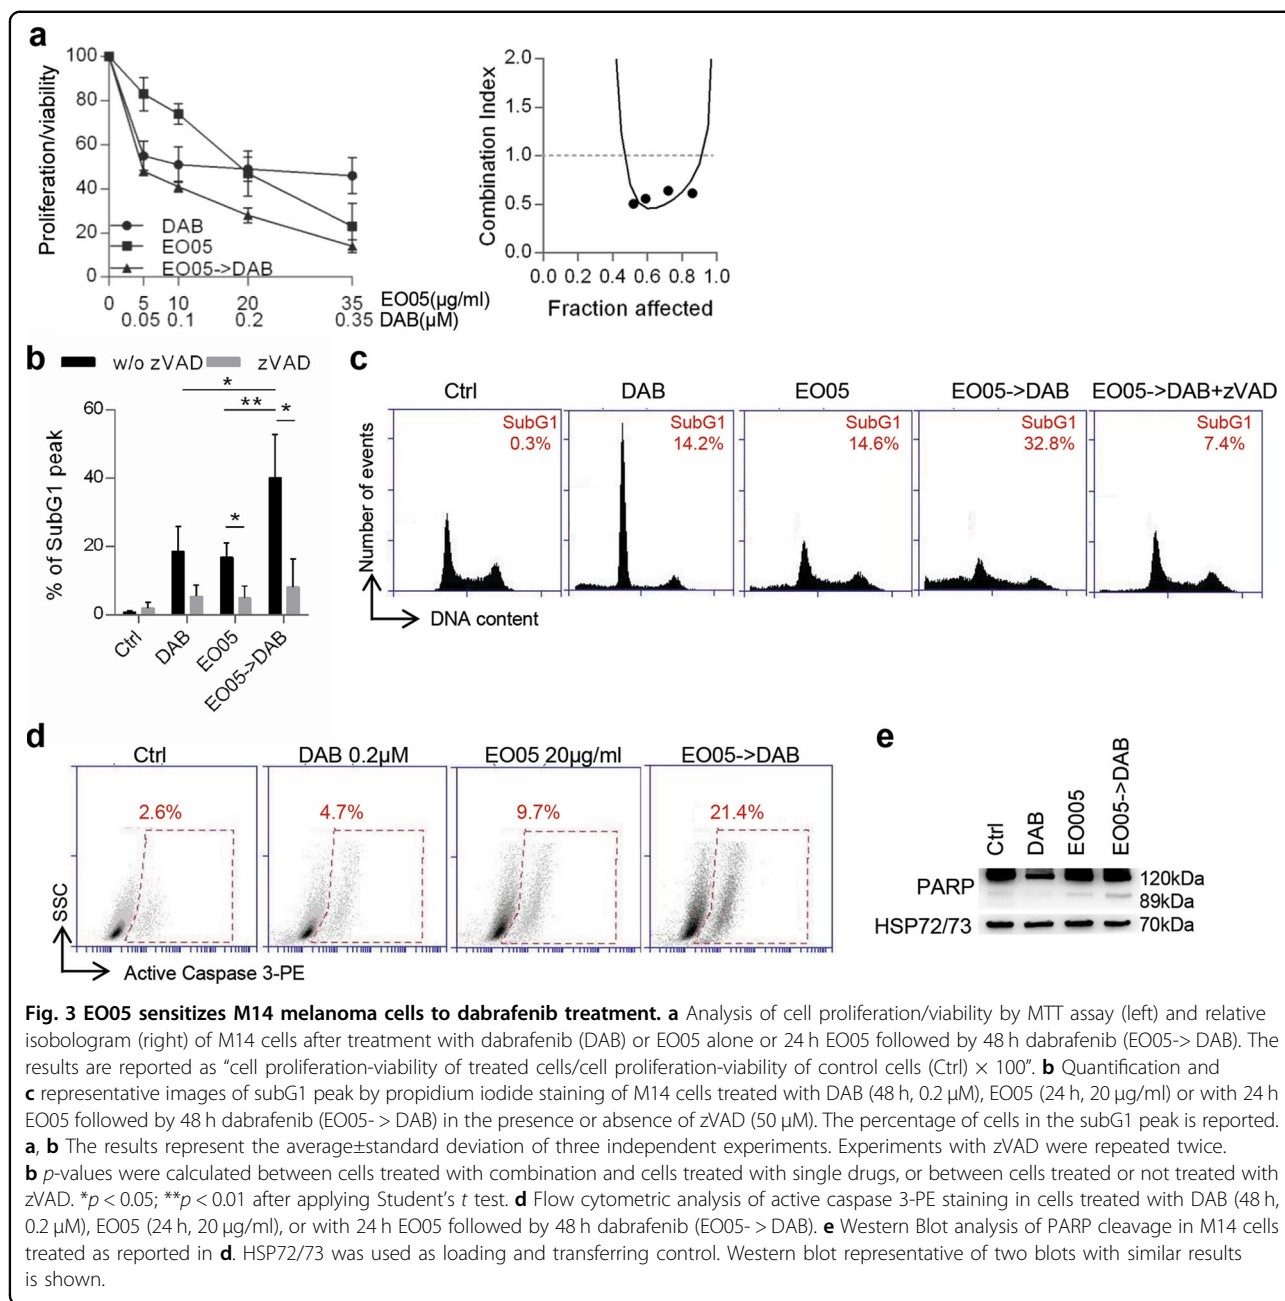 a
100
80
60
40
20
0
Proliferation/viability
DAB
EO05
EO05->DAB
0 5 10 20 35 EO05(µg/ml)
0.05 0.1 0.2 0.35 DAB(µM)
2.0
1.5
1.0
0.5
0.0
Combination Index
0.0 0.2 0.4 0.6 0.8 1.0
Fraction affected
b
w/o zVAD zVAD
*
** *
*
60
40
20
0
% of SubG1 peak
Ctrl DAB EO05 EO05->DAB
c
Ctrl DAB EO05 EO05->DAB EO05->DAB+zVAD
SubG1 SubG1 SubG1 SubG1 SubG1
0.3% 14.2% 14.6% 32.8% 7.4%
Number of events
DNA content
d
Ctrl DAB 0.2µM EO05 20µg/ml EO05->DAB
2.6% 4.7% 9.7% 21.4%
SSC
Active Caspase 3-PE
e
Ctrl DAB EO005 EO05->DAB
PARP 120kDa
89kDa
HSP72/73 70kDa
Fig. 3 EO05 sensitizes M14 melanoma cells to dabrafenib treatment. a Analysis of cell proliferation/viability by MTT assay (left) and relative
isobologram (right) of M14 cells after treatment with dabrafenib (DAB) or EO05 alone or 24 h EO05 followed by 48 h dabrafenib (EO05-> DAB). The
results are reported as “cell proliferation-viability of treated cells/cell proliferation-viability of control cells (Ctrl) × 100”. b Quantification and
c representative images of subG1 peak by propidium iodide staining of M14 cells treated with DAB (48 h, 0.2 µM), EO05 (24 h, 20 µg/ml) or with 24 h
EO05 followed by 48 h dabrafenib (EO05- > DAB) in the presence or absence of zVAD (50 µM). The percentage of cells in the subG1 peak is reported.
a, b The results represent the average±standard deviation of three independent experiments. Experiments with zVAD were repeated twice.
b p-values were calculated between cells treated with combination and cells treated with single drugs, or between cells treated or not treated with
zVAD. *p < 0.05; **p < 0.01 after applying Student’s t test. d Flow cytometric analysis of active caspase 3-PE staining in cells treated with DAB (48 h,
0.2 µM), EO05 (24 h, 20 µg/ml), or with 24 h EO05 followed by 48 h dabrafenib (EO05- > DAB). e Western Blot analysis of PARP cleavage in M14 cells
treated as reported in d. HSP72/73 was used as loading and transferring control. Western blot representative of two blots with similar results
is shown.